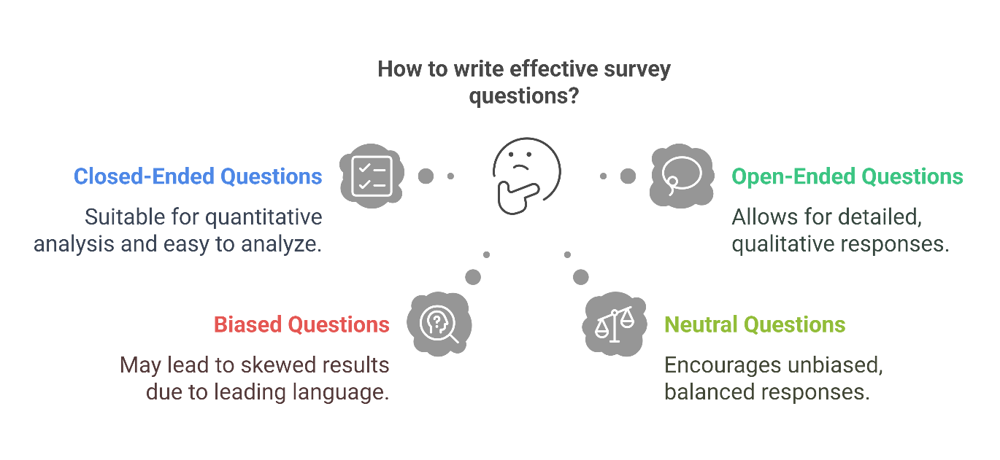 How to write effective survey
questions?
Closed-Ended Questions
Suitable for quantitative
analysis and easy to analyze.
Open-Ended Questions
Allows for detailed,
qualitative responses.
Biased Questions
May lead to skewed results
due to leading language.
Neutral Questions
Encourages unbiased,
balanced responses.